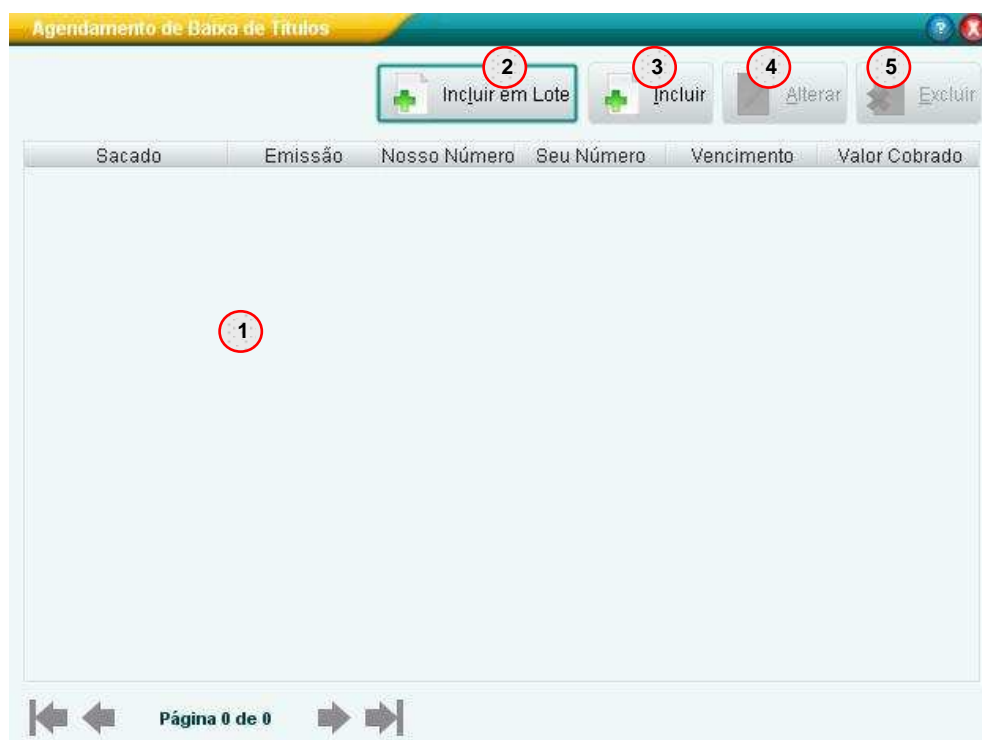 Agendamento de Baixa de Títulos ?  X
2 3 4 5
Incluir em Lote Incluir Alterar Excluir
Sacado Emissão Nosso Número Seu Número Vencimento Valor Cobrado
1
Página 0 de 0